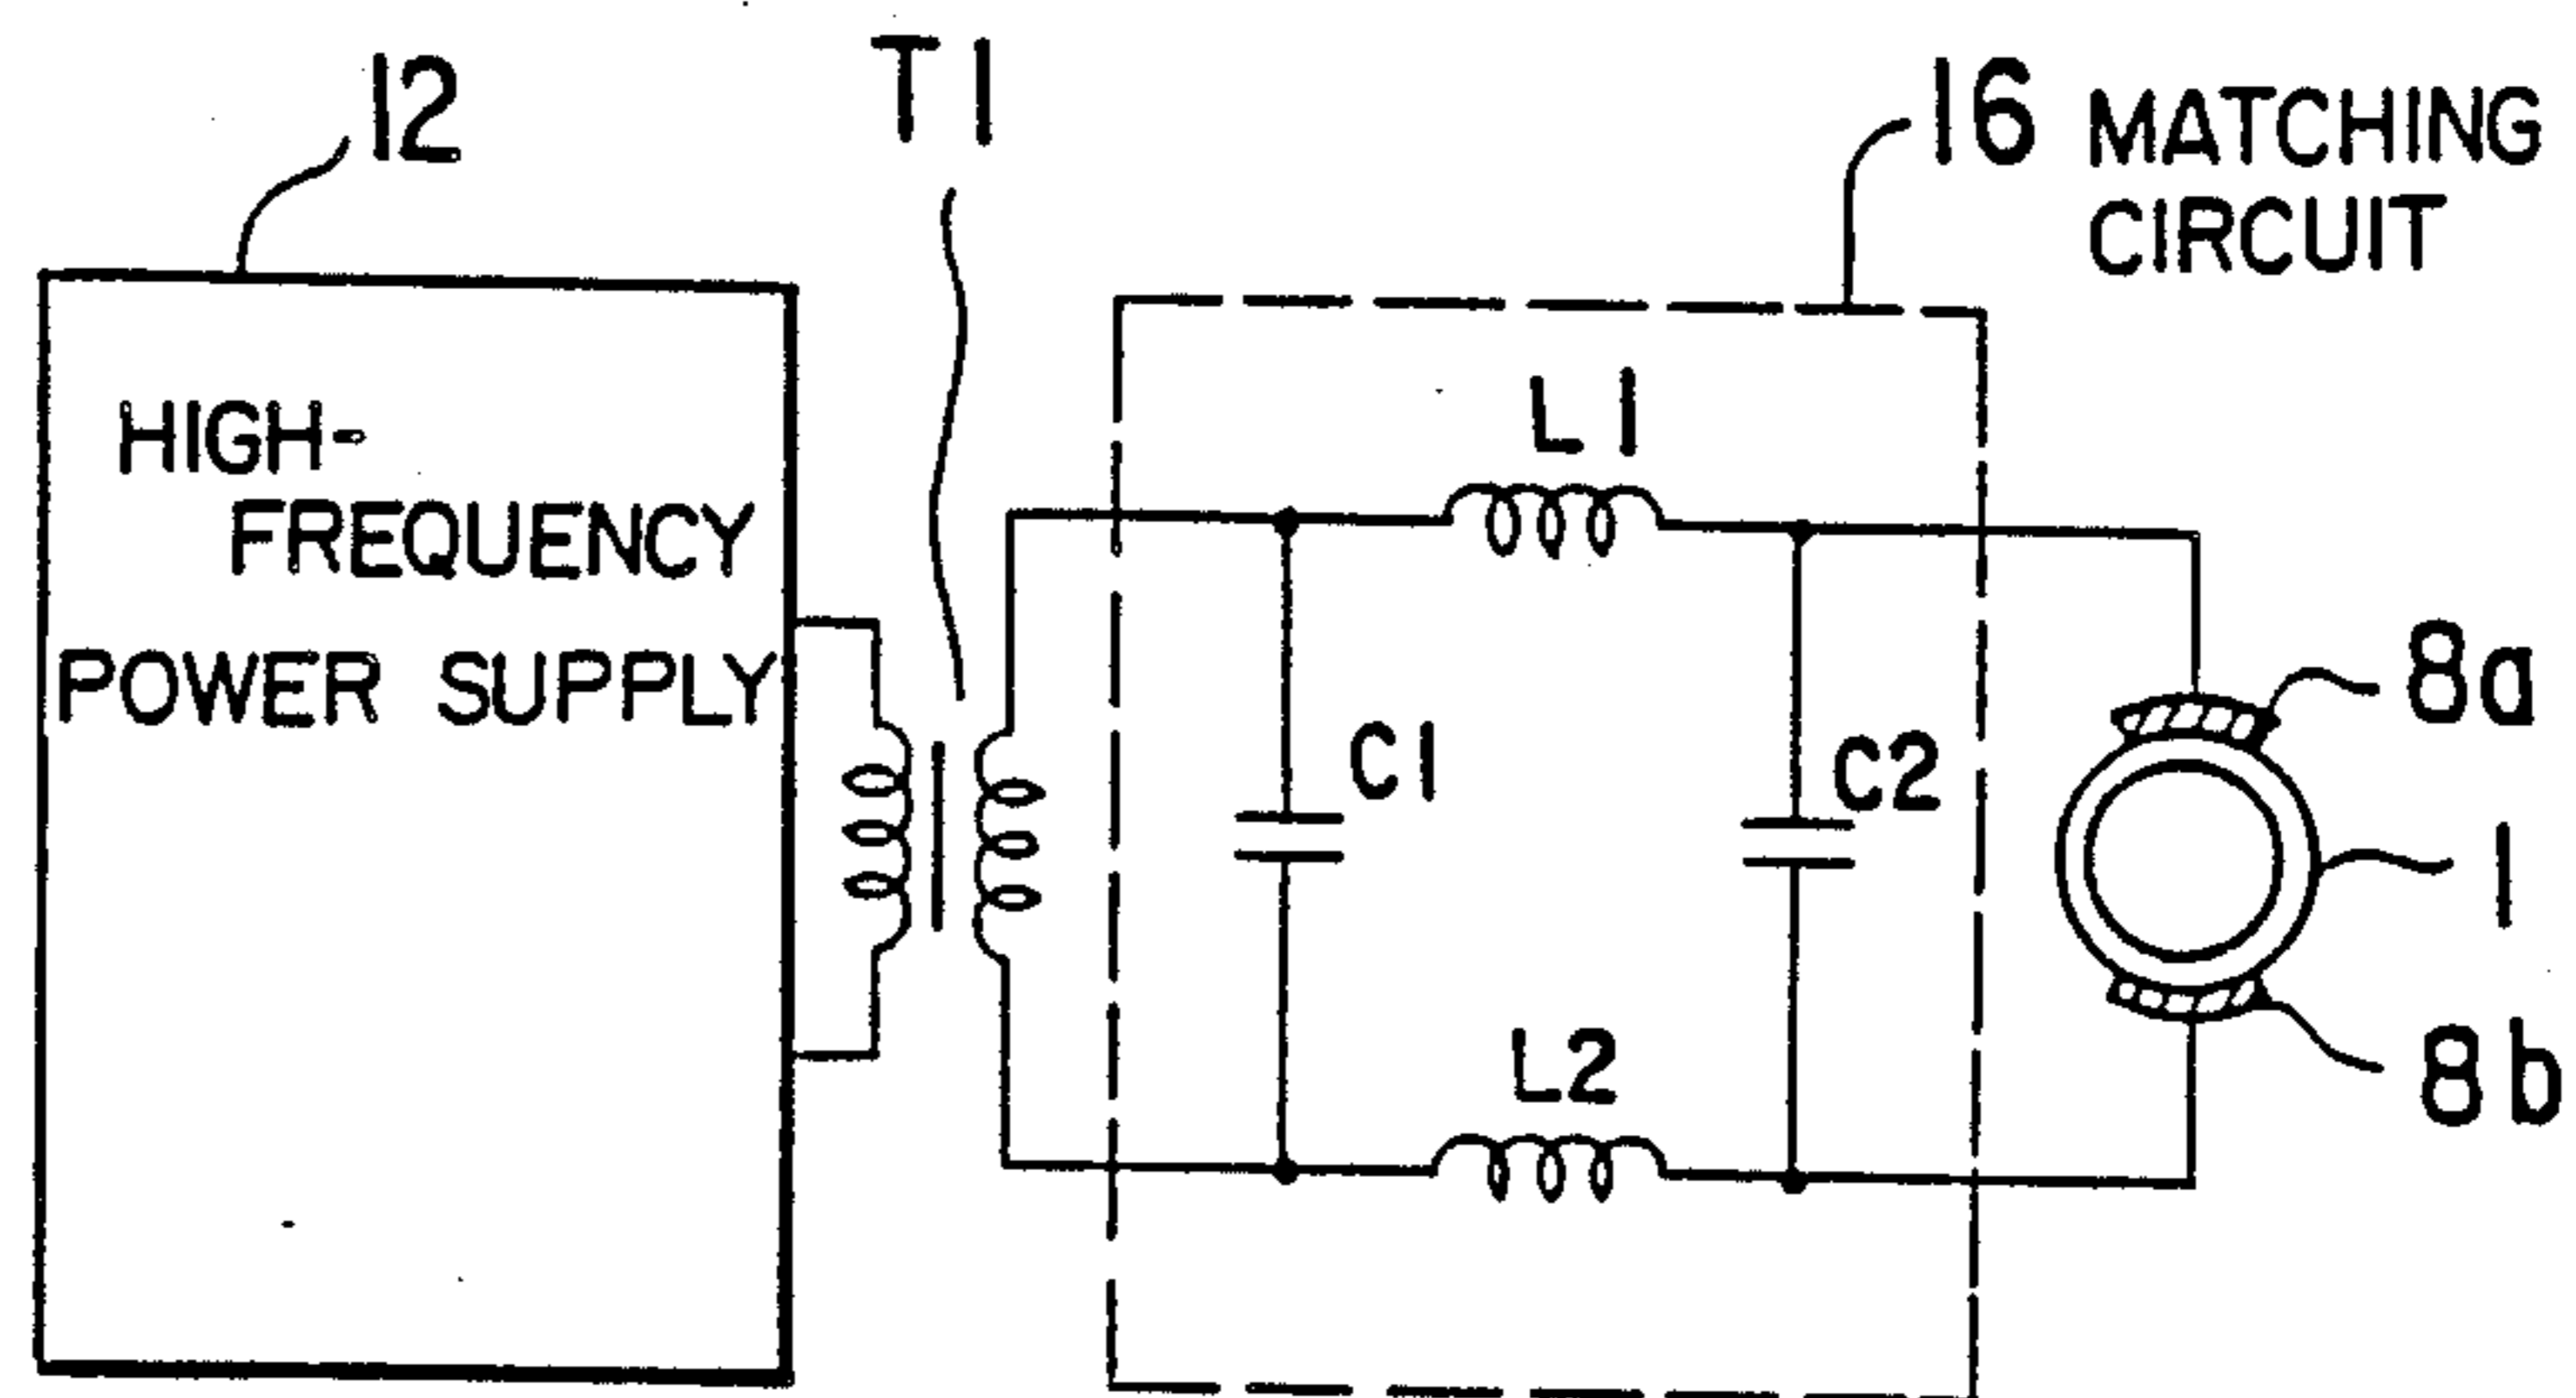 12
T1
16 MATCHING
CIRCUIT
HIGH-
FREQUENCY
POWER SUPPLY
L1
C1
C2
L2
8a
1
8b